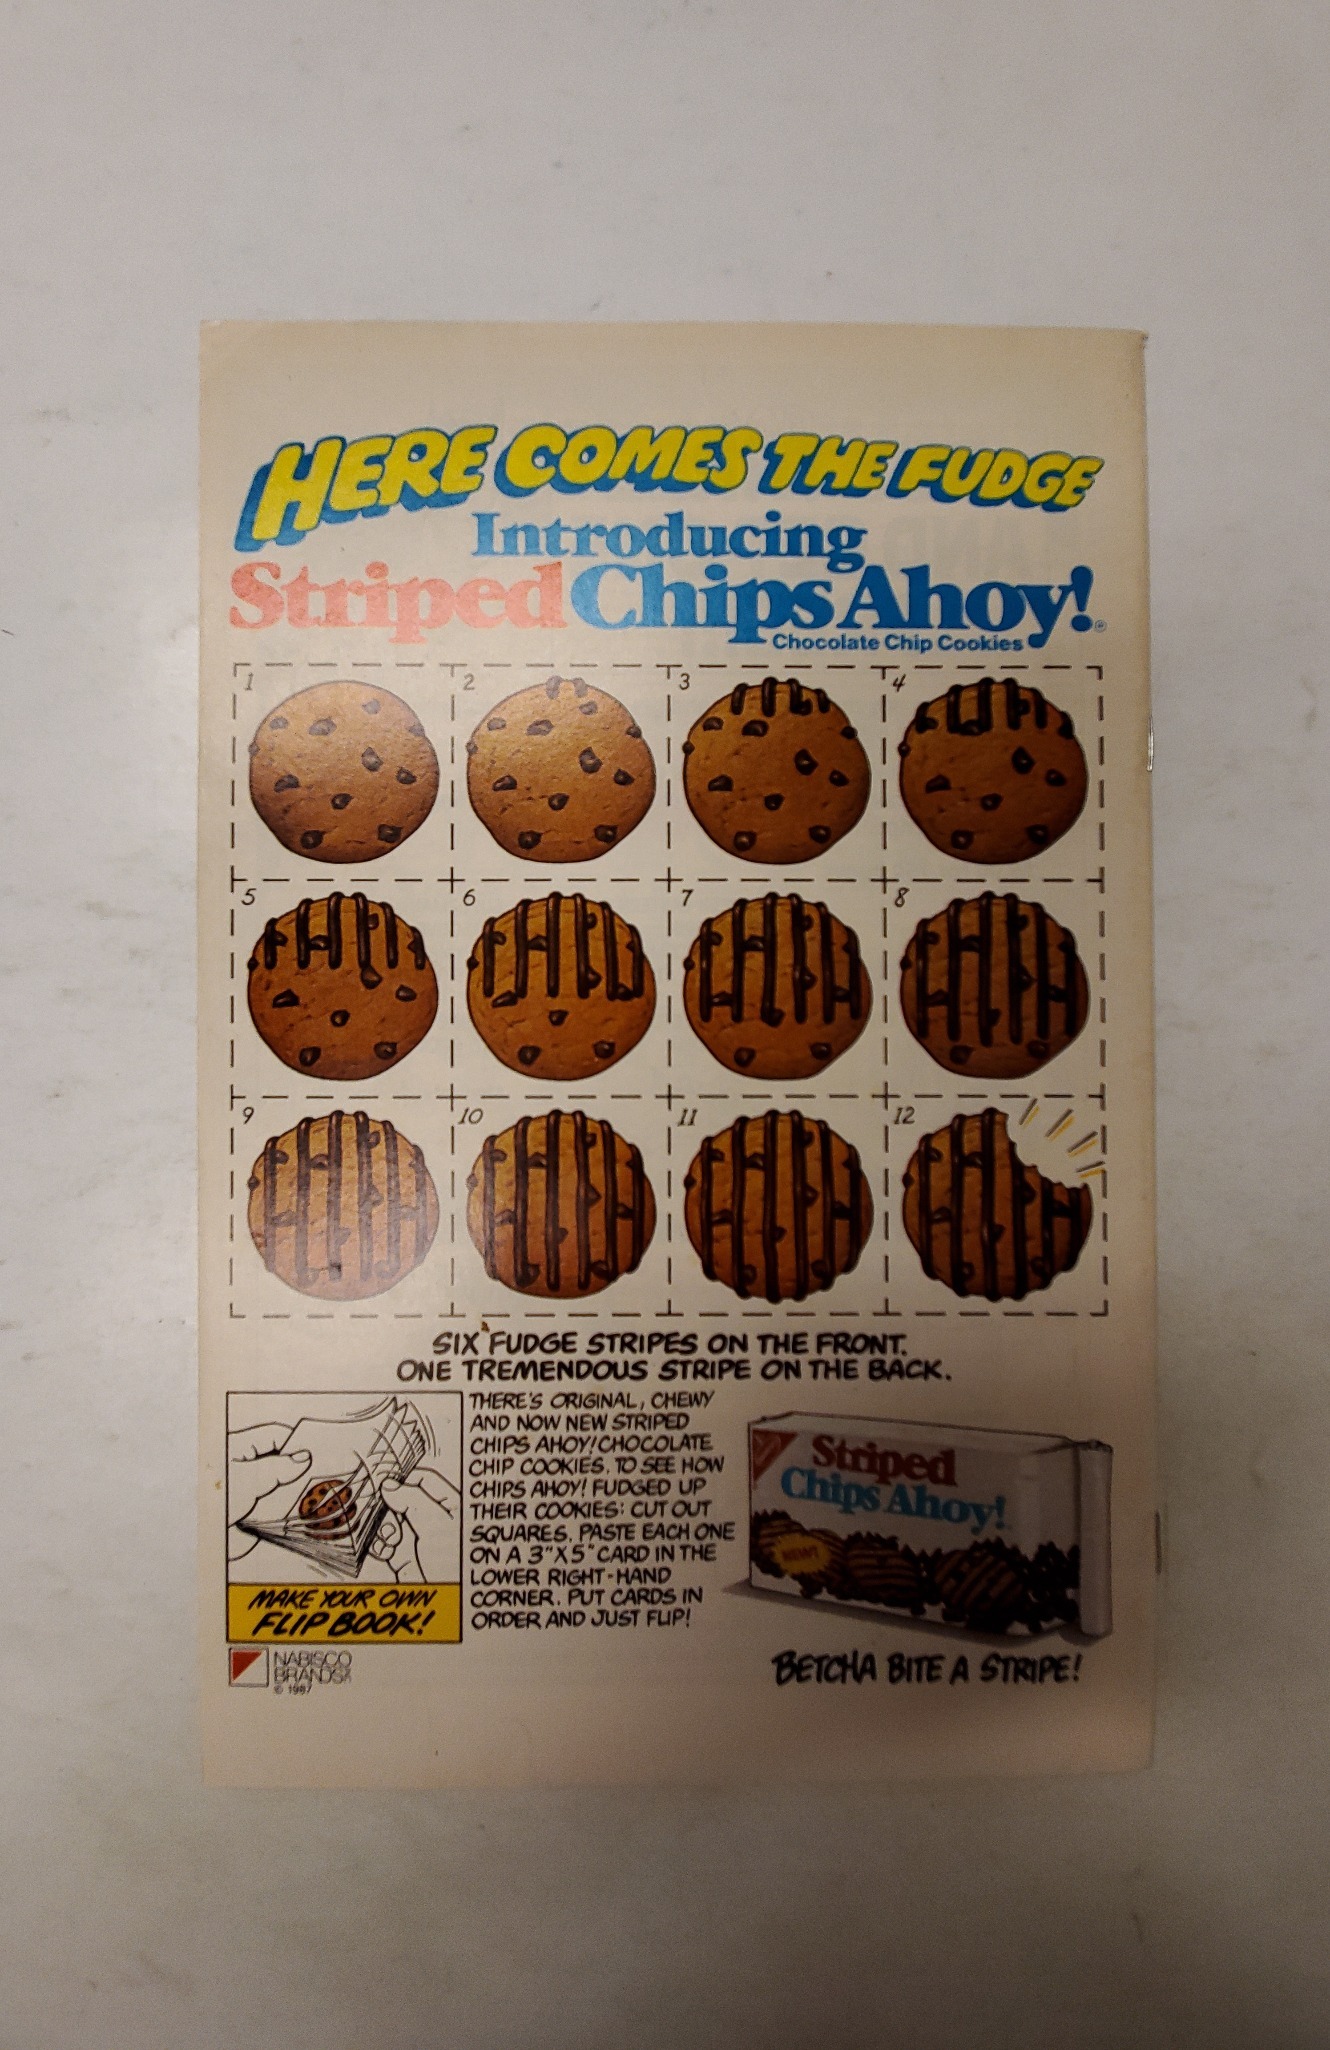 HERE COMES THE FUDGE
Introducing
Striped Chips Ahoy!®
Chocolate Chip Cookies
1
2
3
4
5
6
7
8
9
10
11
12
SIX FUDGE STRIPES ON THE FRONT.
ONE TREMENDOUS STRIPE ON THE BACK.
THERE'S ORIGINAL, CHEWY
AND NOW NEW STRIPED
CHIPS AHOY! CHOCOLATE
CHIP COOKIES. TO SEE HOW
CHIPS AHOY! FUDGED UP
THEIR COOKIES: CUT OUT
SQUARES. PASTE EACH ONE
ON A 3"X5" CARD IN THE
LOWER RIGHT-HAND
CORNER. PUT CARDS IN
ORDER AND JUST FLIP!
MAKE YOUR OWN
FLIP BOOK!
Striped
Chips Ahoy!
NEW!
NABISCO
BRANDS
© 1987
BETCHA BITE A STRIPE!